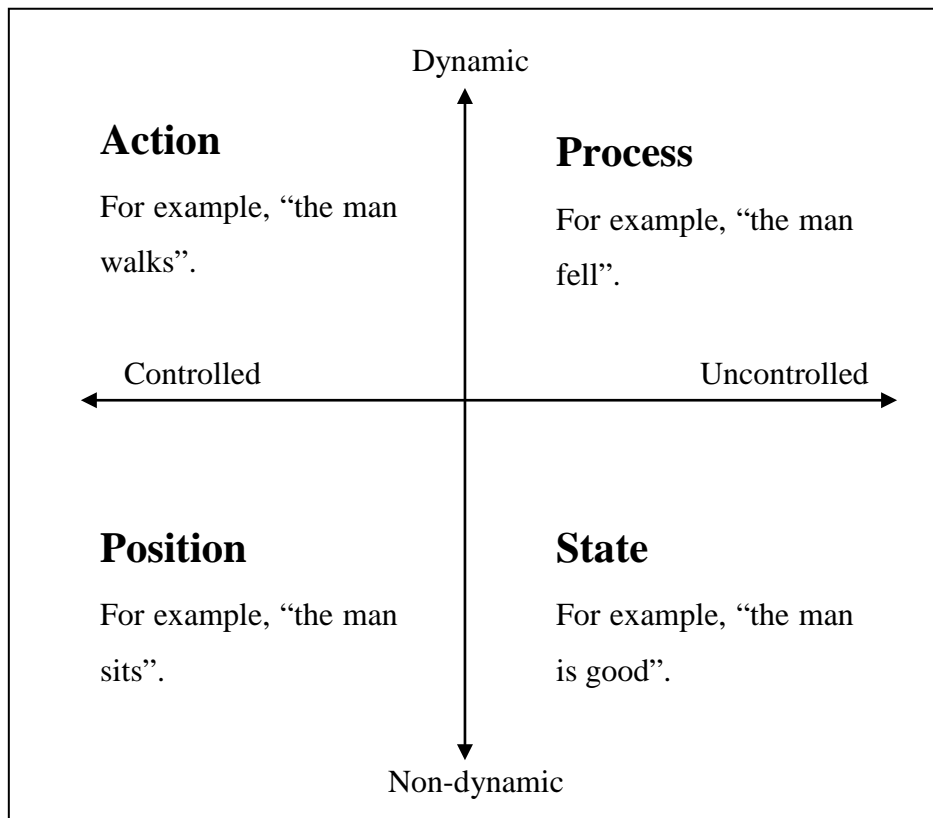 Dynamic
Action
For example, “the man
walks”.
Process
For example, “the man
fell”.
Controlled
Uncontrolled
Position
For example, “the man
sits”.
State
For example, “the man
is good”.
Non-dynamic